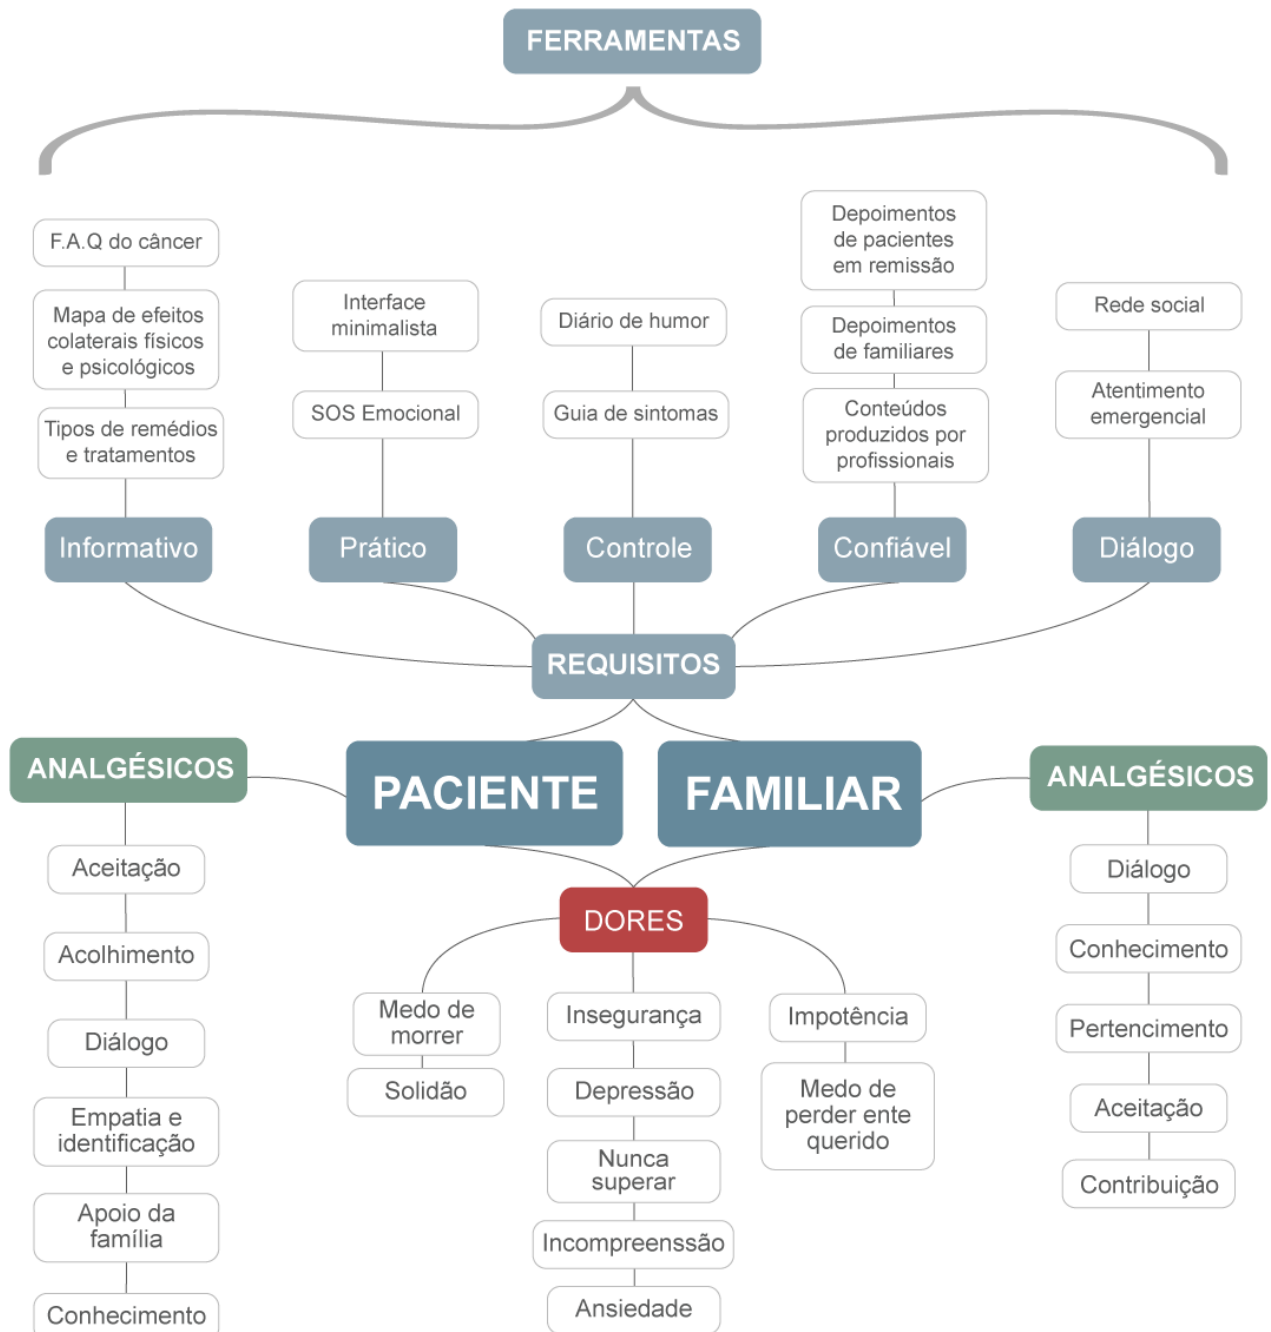 FERRAMENTAS
F.A.Q do câncer
Mapa de efeitos
colaterais físicos
e psicológicos
Tipos de remédios
e tratamentos
Informativo
Interface
minimalista
SOS Emocional
Prático
Diário de humor
Guia de sintomas
Controle
Depoimentos
de pacientes
em remissão
Depoimentos
de familiares
Conteúdos
produzidos por
profissionais
Confiável
Rede social
Atentimento
emergencial
Diálogo
REQUISITOS
PACIENTE
FAMILIAR
ANALGÉSICOS
Aceitação
Acolhimento
Diálogo
Empatia e
identificação
Apoio da
família
Conhecimento
DORES
Medo de
morrer
Solidão
Insegurança
Depressão
Nunca
superar
Incompreenssão
Ansiedade
Impotência
Medo de
perder ente
querido
ANALGÉSICOS
Diálogo
Conhecimento
Pertencimento
Aceitação
Contribuição